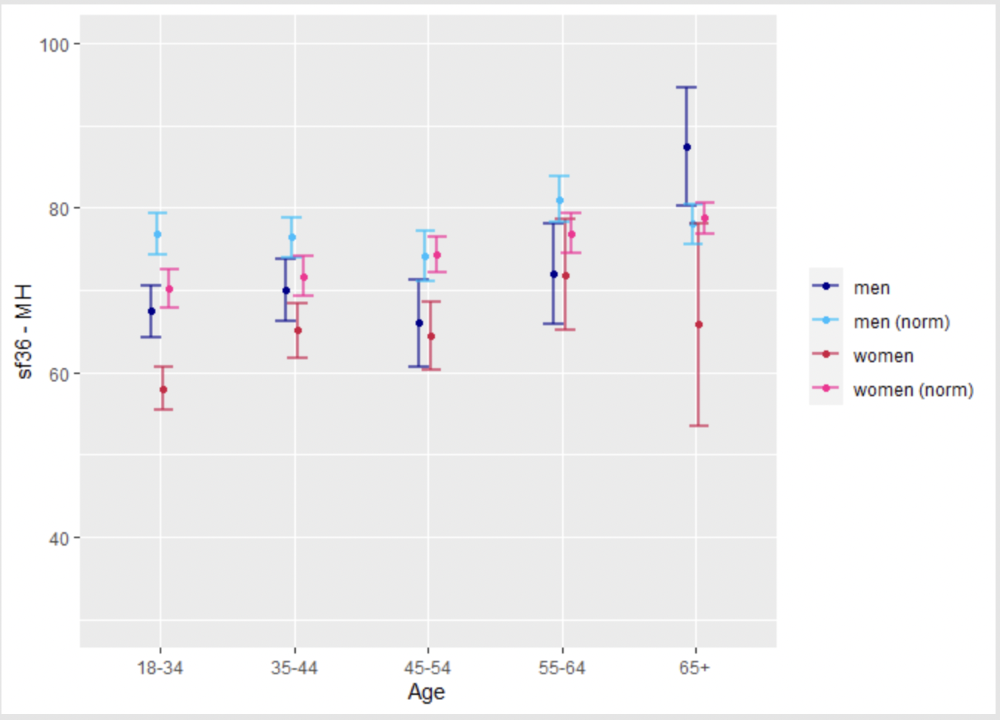 100
80
60
40
sf36 - MH
18-34
35-44
45-54
55-64
65+
Age
men
men (norm)
women
women (norm)